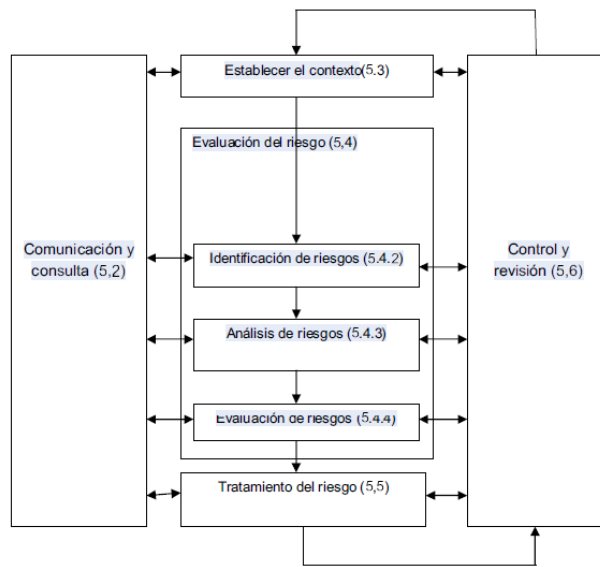 Establecer el contexto(5.3)
Evaluación del riesgo (5,4)
Comunicación y
consulta (5,2)
Identificación de riesgos (5.4.2)
Control y
revisión (5,6)
Análisis de riesgos (5.4.3)
Evaluación de riesgos (5.4.4)
Tratamiento del riesgo (5,5)